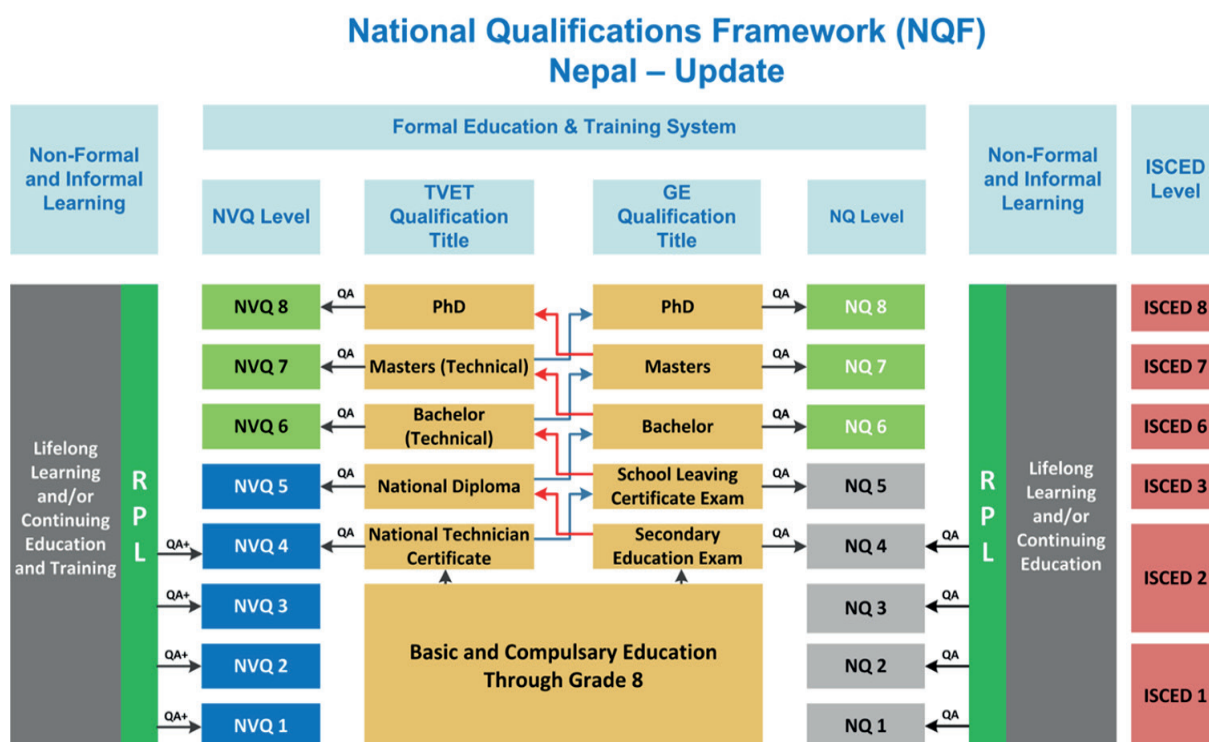 National Qualifications Framework (NQF)
Nepal – Update
Non-Formal
and Informal
Learning
Formal Education & Training System
Non-Formal
and Informal
Learning
ISCED
Level
NVQ Level
TVET
Qualification
Title
GE
Qualification
Title
NQ Level
NVQ 8
QA
PhD
PhD
QA
NQ 8
ISCED 8
NVQ 7
QA
Masters (Technical)
Masters
QA
NQ 7
ISCED 7
NVQ 6
QA
Bachelor
(Technical)
Bachelor
QA
NQ 6
ISCED 6
Lifelong
Learning
and/or
Continuing
Education
and Training
R
P
L
NVQ 5
QA
National Diploma
School Leaving
Certificate Exam
QA
NQ 5
R
P
L
Lifelong
Learning
and/or
Continuing
Education
ISCED 3
QA+
NVQ 4
QA
National Technician
Certificate
Secondary
Education Exam
QA
NQ 4
QA
ISCED 2
QA+
NVQ 3
NQ 3
QA
Basic and Compulsary Education
Through Grade 8
QA+
NVQ 2
NQ 2
QA
ISCED 1
QA+
NVQ 1
NQ 1
QA